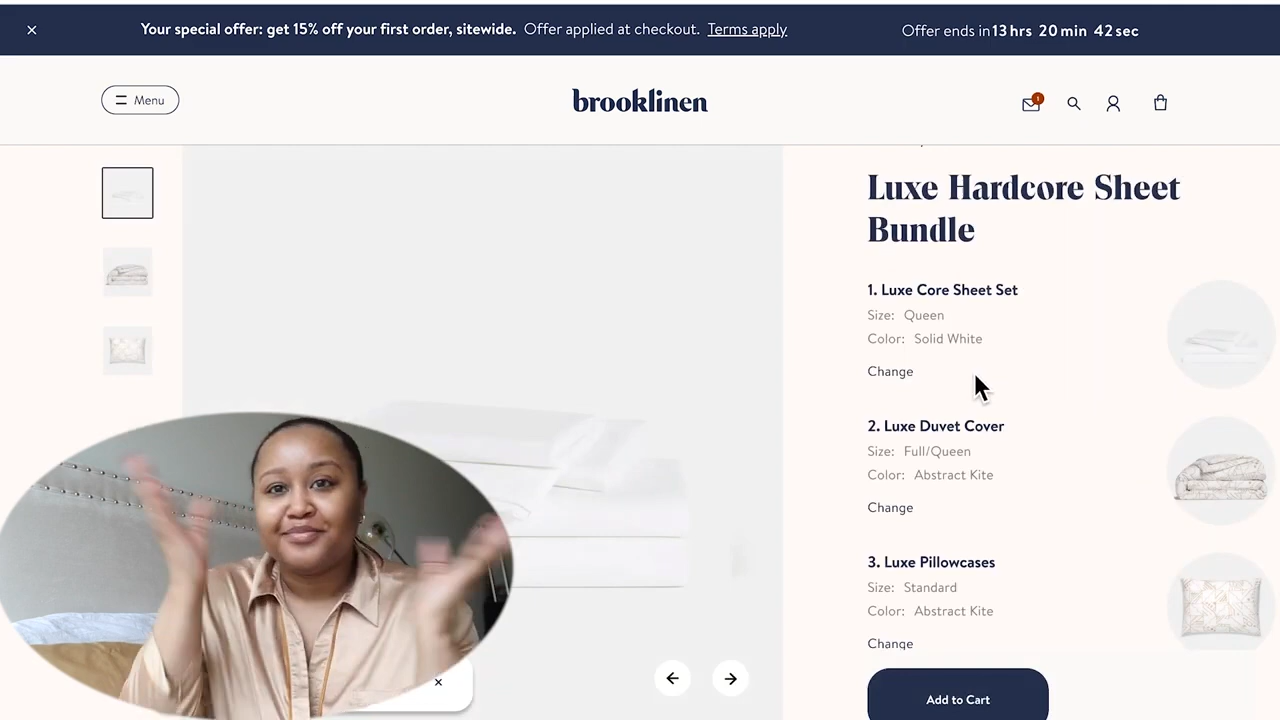 Your special offer: get 15% off your first order, sitewide. Offer applied at checkout. Terms apply
Offer ends in 13 hrs 20 min 42 sec
Menu
brooklinen
Luxe Hardcore Sheet
Bundle
1. Luxe Core Sheet Set
Size: Queen
Color: Solid White
Change
2. Luxe Duvet Cover
Size: Full/Queen
Color: Abstract Kite
Change
3. Luxe Pillowcases
Size: Standard
Color: Abstract Kite
Change
Add to Cart